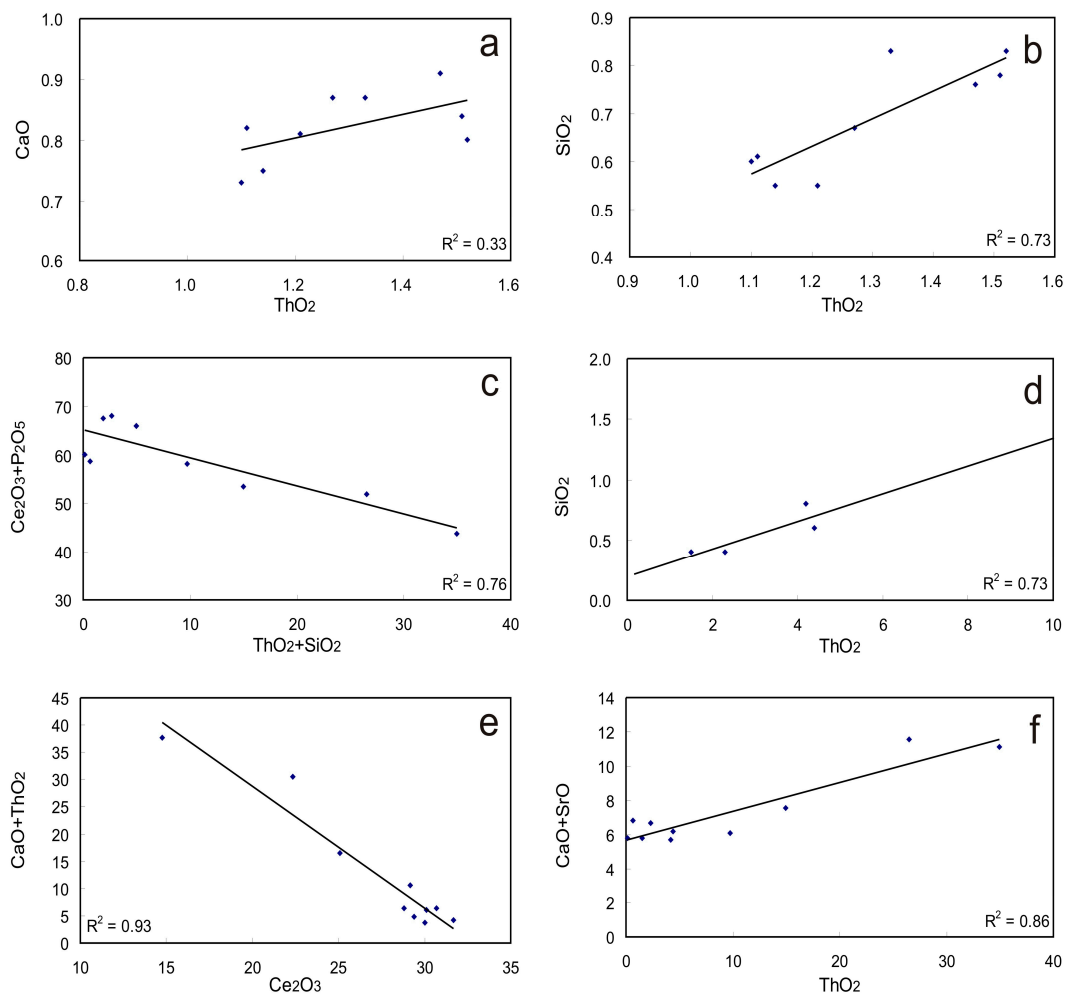 a
1.0
0.9
0.8
0.7
0.6
CaO
0.8 1.0 1.2 1.4 1.6
ThO2
R2 = 0.33
b
0.9
0.8
0.7
0.6
0.5
0.4
SiO2
0.9 1.0 1.1 1.2 1.3 1.4 1.5 1.6
ThO2
R2 = 0.73
c
80
70
60
50
40
30
Ce2O3+P2O5
0 10 20 30 40
ThO2+SiO2
R2 = 0.76
d
2.0
1.5
1.0
0.5
0.0
SiO2
0 2 4 6 8 10
ThO2
R2 = 0.73
e
45
40
35
30
25
20
15
10
5
0
CaO+ThO2
10 15 20 25 30 35
Ce2O3
R2 = 0.93
f
14
12
10
8
6
4
2
0
CaO+SrO
0 10 20 30 40
ThO2
R2 = 0.86